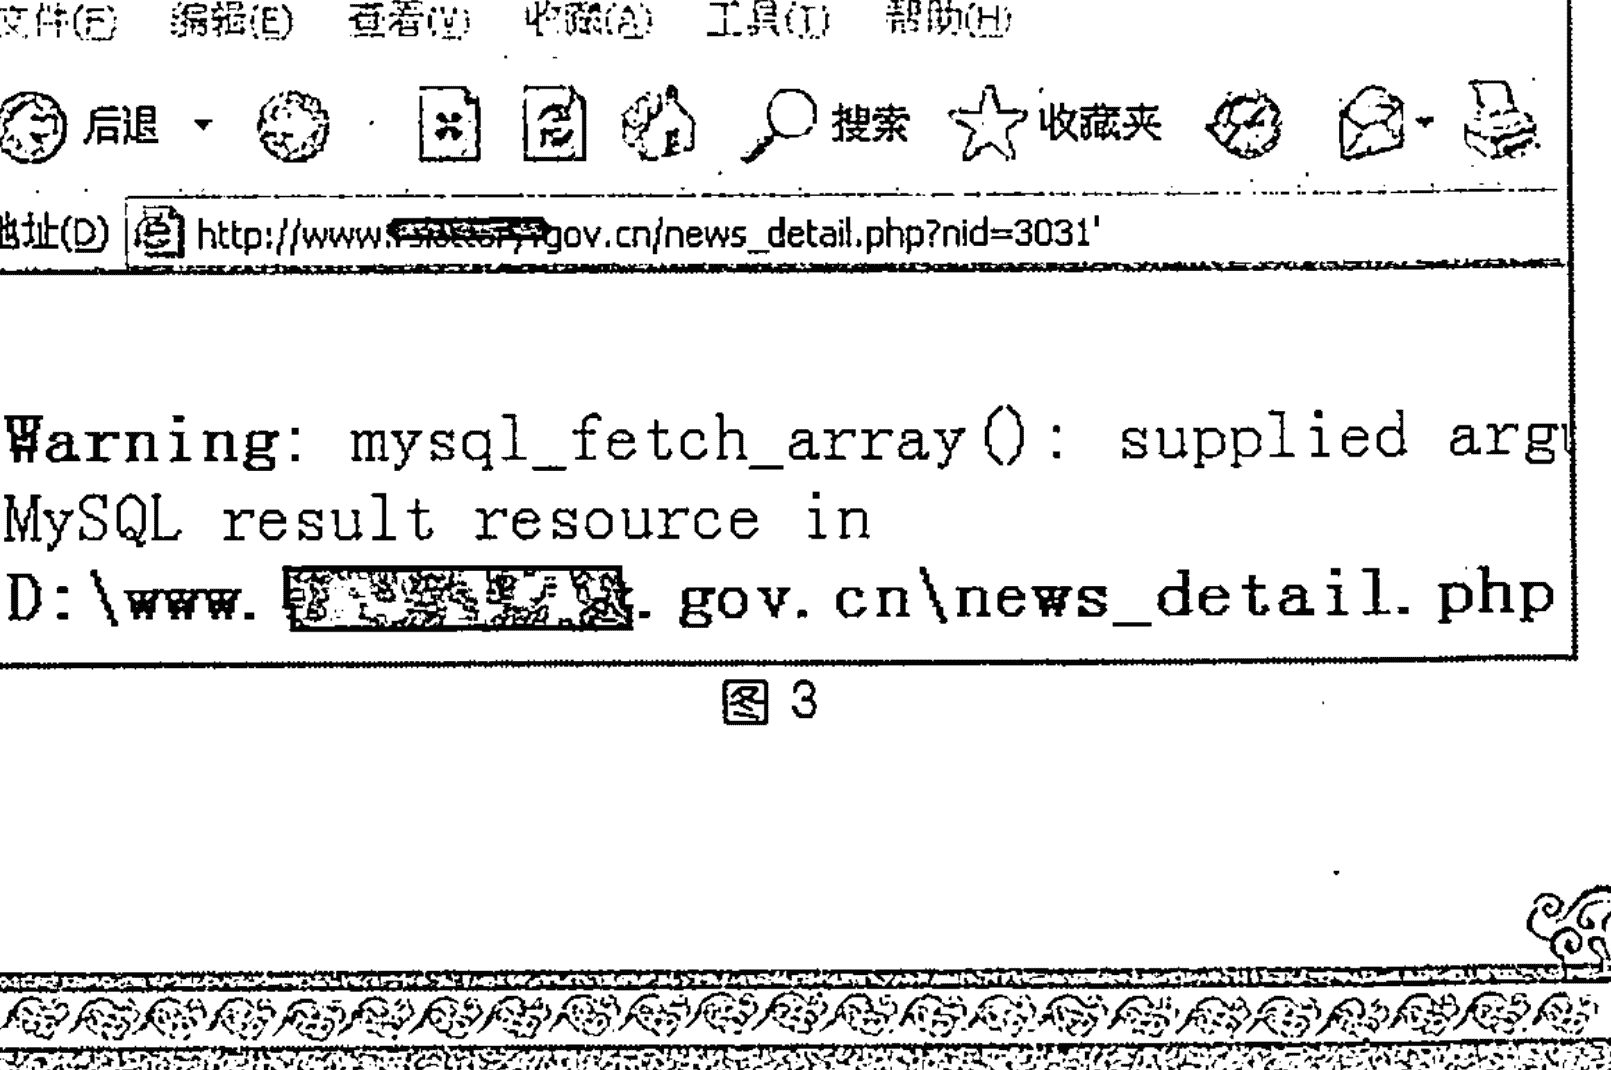 文件(F) 编辑(E) 查看(V) 收藏(A) 工具(T) 帮助(H)
后退 搜索 收藏夹
地址(D) http://www. gov.cn/news_detail.php?nid=3031'
Warning: mysql_fetch_array(): supplied argu
MySQL result resource in
D:\www. .gov.cn\news_detail.php
图 3